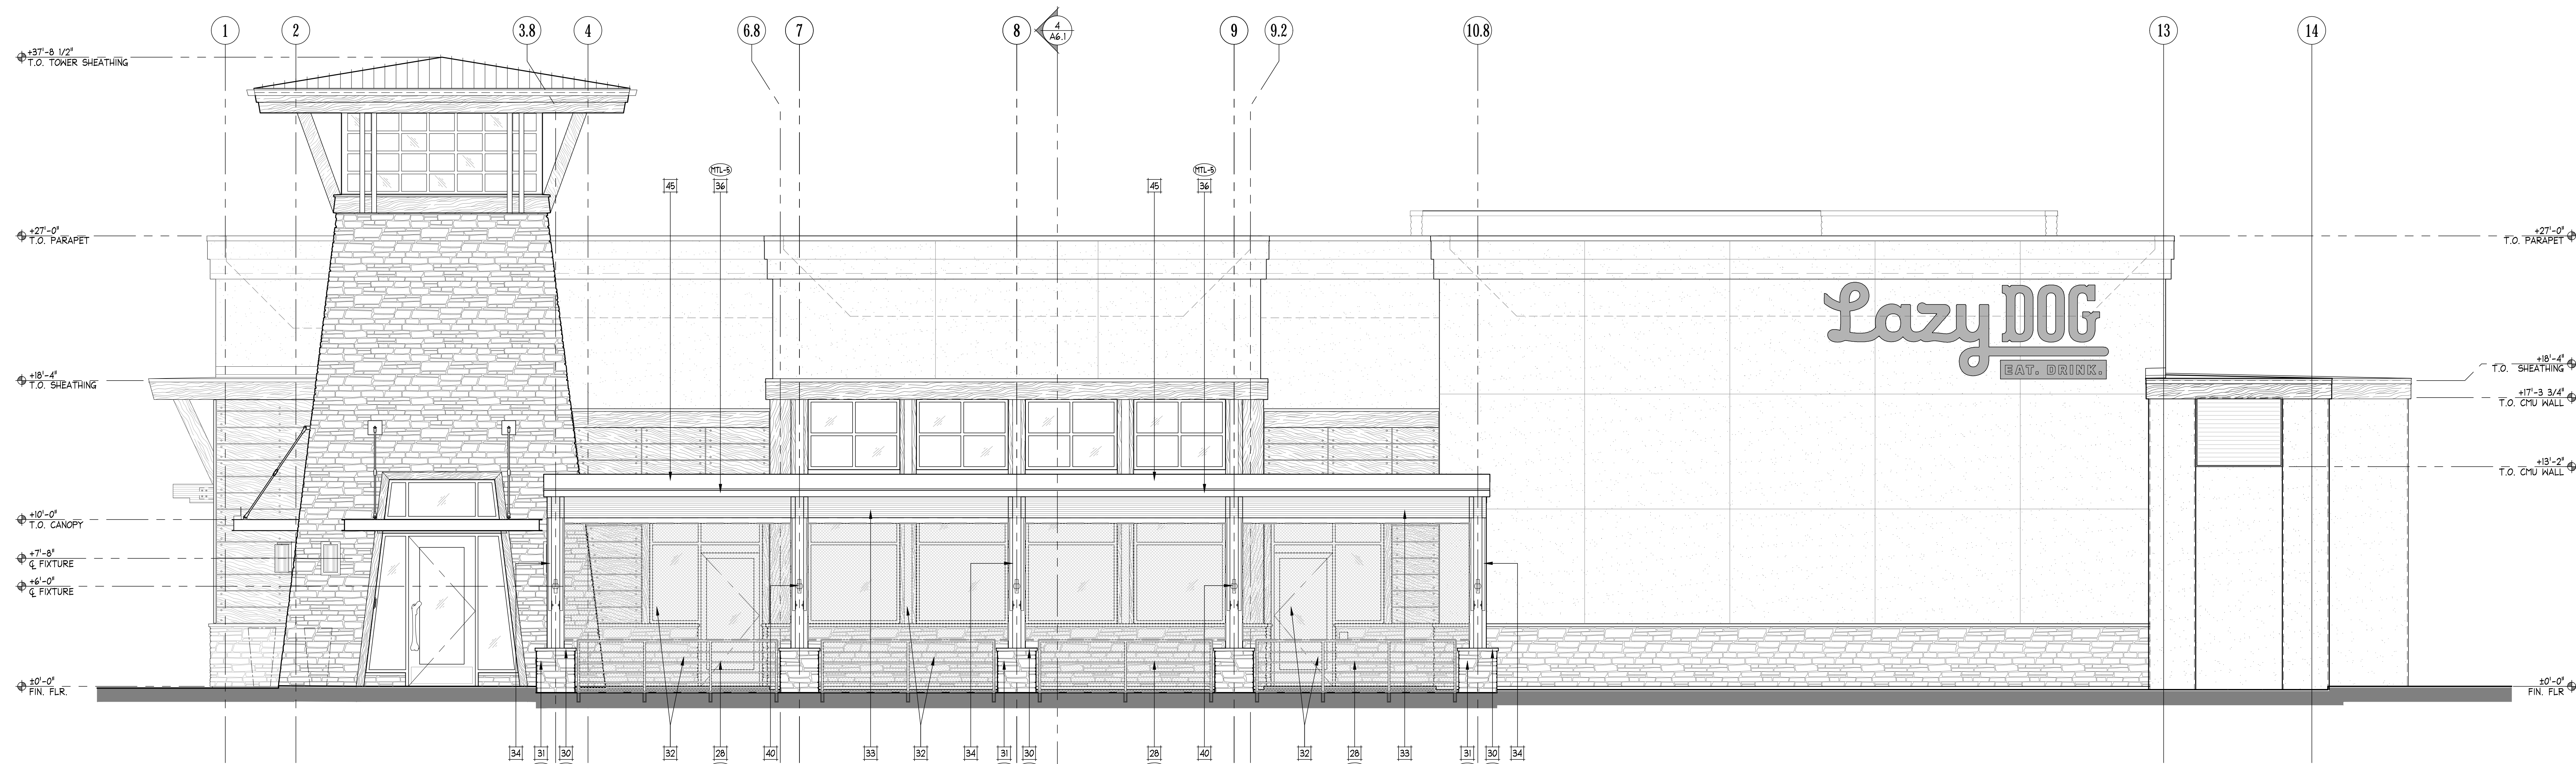 1 2 3.8 4 6.8 7 8 4 9 9.2 10.8 13 14
A6.1
+37'-8 1/2"
T.O. TOWER SHEATHING
MTL-5 MTL-5
45 36 45 36
+27'-0"
T.O. PARAPET
+27'-0"
T.O. PARAPET
Lazy DOG
EAT. DRINK.
+18'-4"
T.O. SHEATHING
+18'-4"
T.O. SHEATHING
+17'-3 3/4"
T.O. CMU WALL
+13'-2"
T.O. CMU WALL
+10'-0"
T.O. CANOPY
+7'-8"
℄ FIXTURE
+6'-0"
℄ FIXTURE
±0'-0"
FIN. FLR.
±0'-0"
FIN. FLR
34 31 30 32 28 40 33 32 34 31 30 28 40 32 28 33 31 30 34